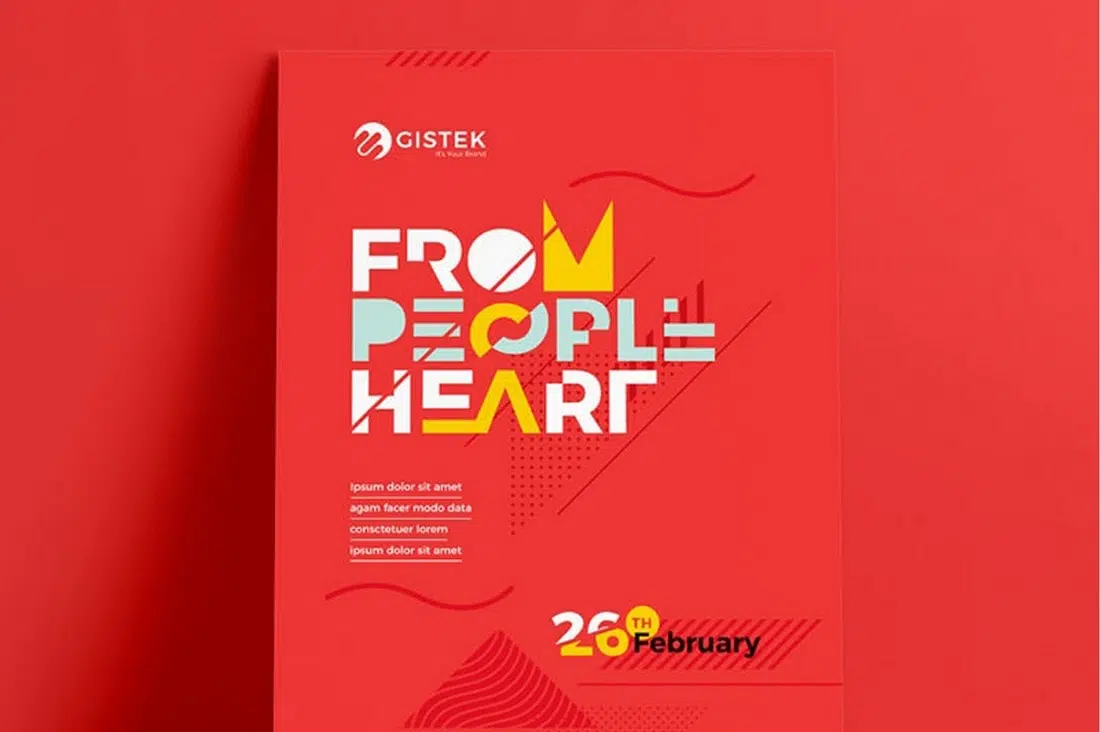 GISTEK
It's Your Brand
FROM
PEOPLE
HEART
Ipsum dolor sit amet
agam facer modo data
consctetuer lorem
ipsum dolor sit amet
26TH
February